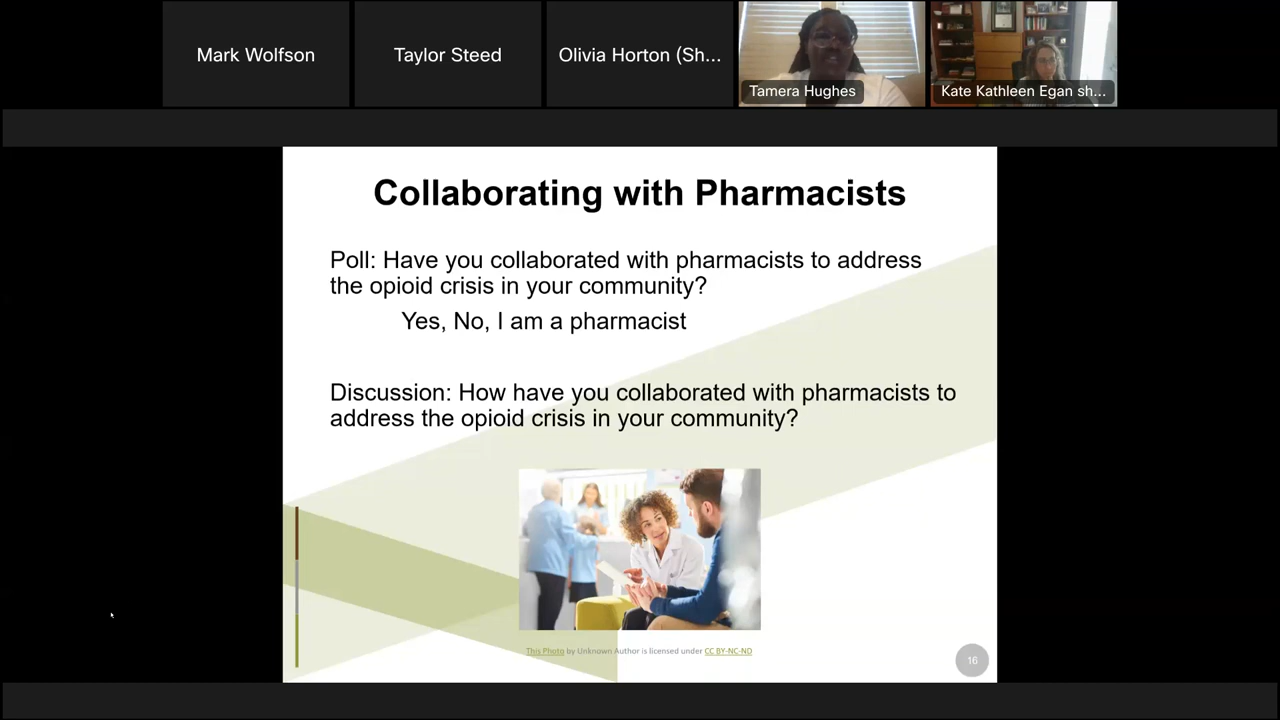 Mark Wolfson
Taylor Steed
Olivia Horton (Sh...
Tamera Hughes
Kate Kathleen Egan sh...
Collaborating with Pharmacists
Poll: Have you collaborated with pharmacists to address
the opioid crisis in your community?
Yes, No, I am a pharmacist
Discussion: How have you collaborated with pharmacists to
address the opioid crisis in your community?
This Photo by Unknown Author is licensed under CC BY-NC-ND
16